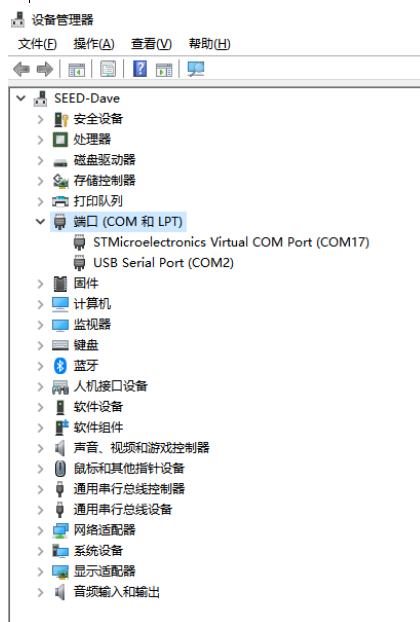 设备管理器
文件(F) 操作(A) 查看(V) 帮助(H)
SEED-Dave
安全设备
处理器
磁盘驱动器
存储控制器
打印队列
端口 (COM 和 LPT)
STMicroelectronics Virtual COM Port (COM17)
USB Serial Port (COM2)
固件
计算机
监视器
键盘
蓝牙
人机接口设备
软件设备
软件组件
声音、视频和游戏控制器
鼠标和其他指针设备
通用串行总线控制器
通用串行总线设备
网络适配器
系统设备
显示适配器
音频输入和输出